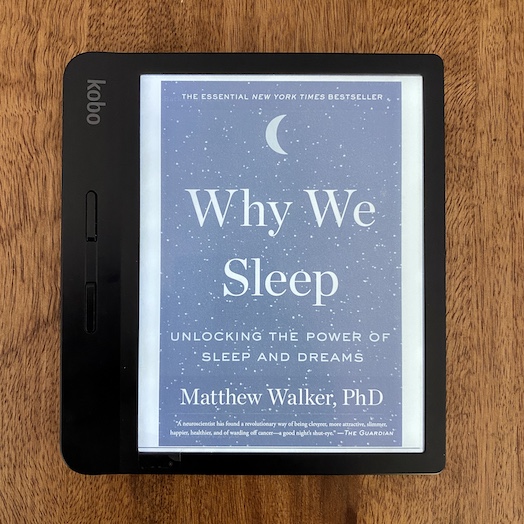 kobo
THE ESSENTIAL NEW YORK TIMES BESTSELLER
Why We
Sleep
UNLOCKING THE POWER OF
SLEEP AND DREAMS
Matthew Walker, PhD
"A neuroscientist has found a revolutionary way of being cleverer, more attractive, slimmer,
happier, healthier, and of warding off cancer—a good night's shut-eye." —THE GUARDIAN